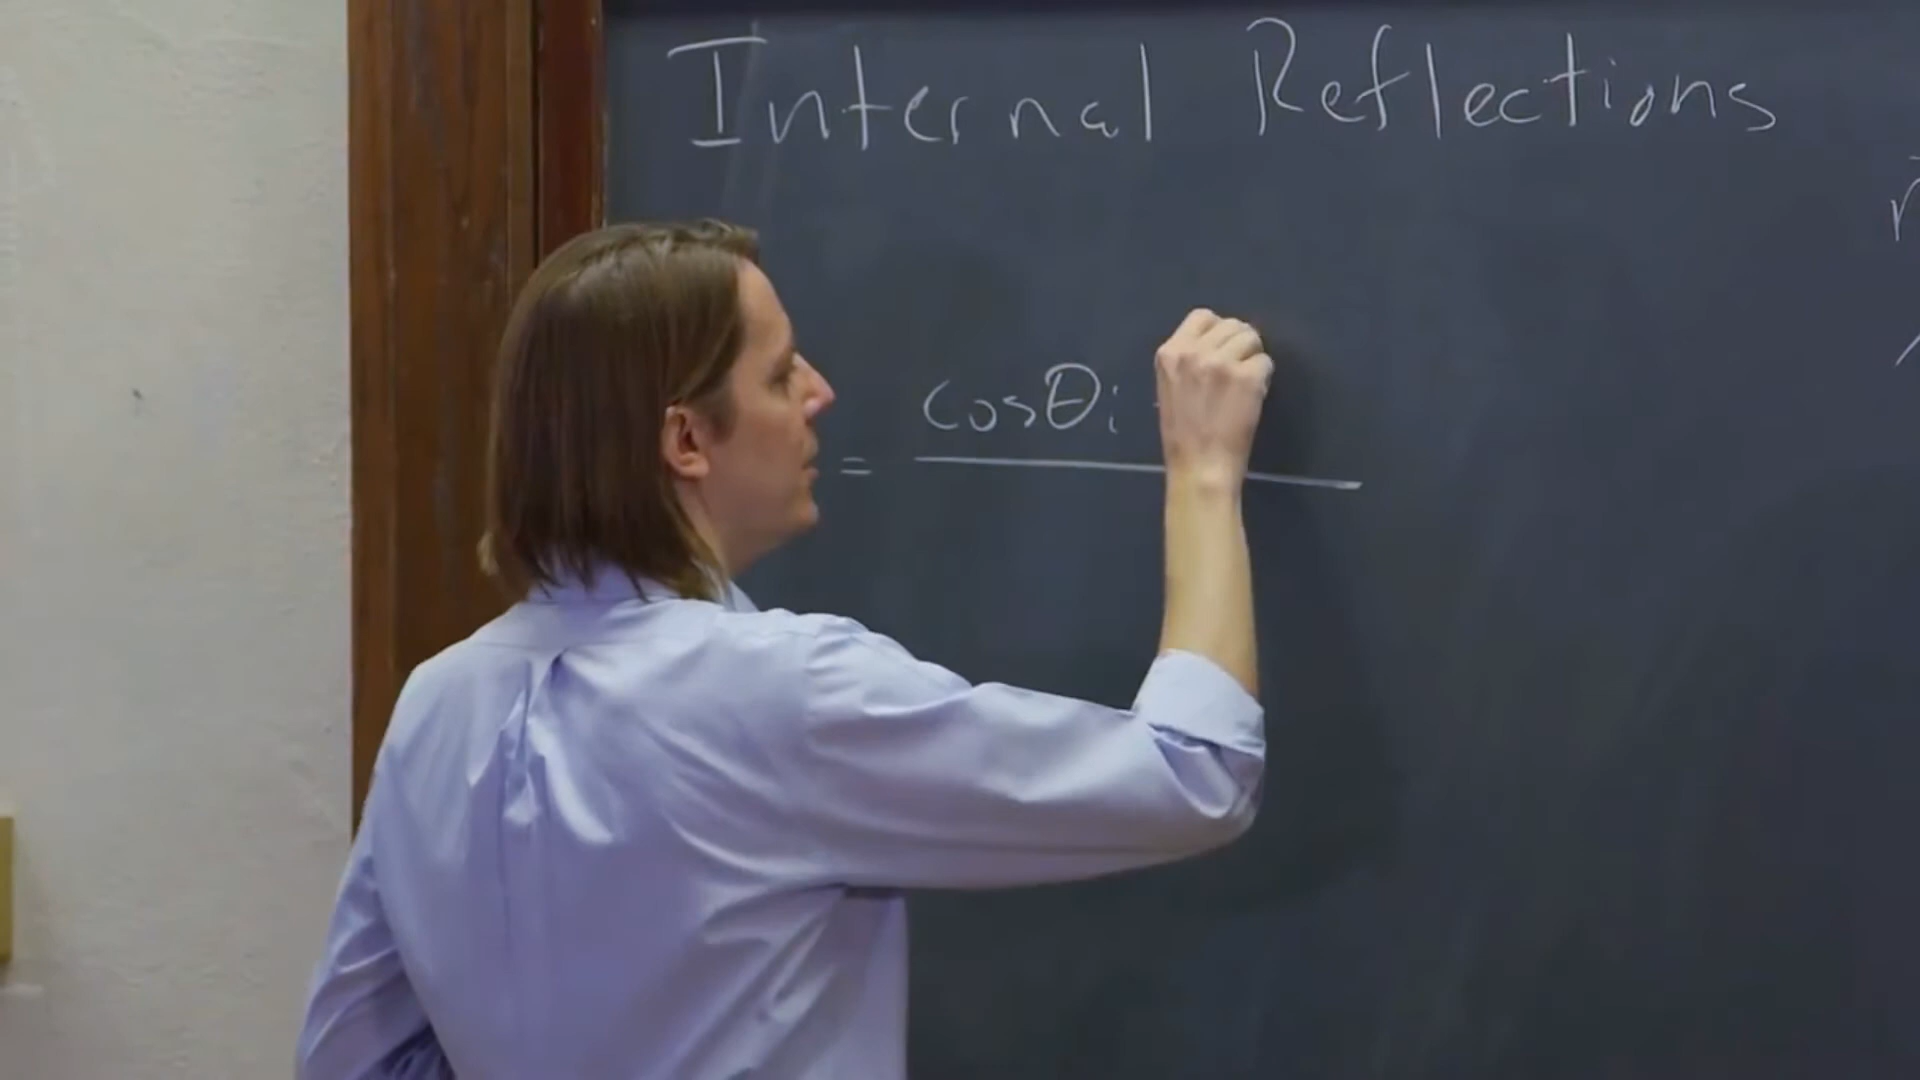 Internal Reflections
= cosθi